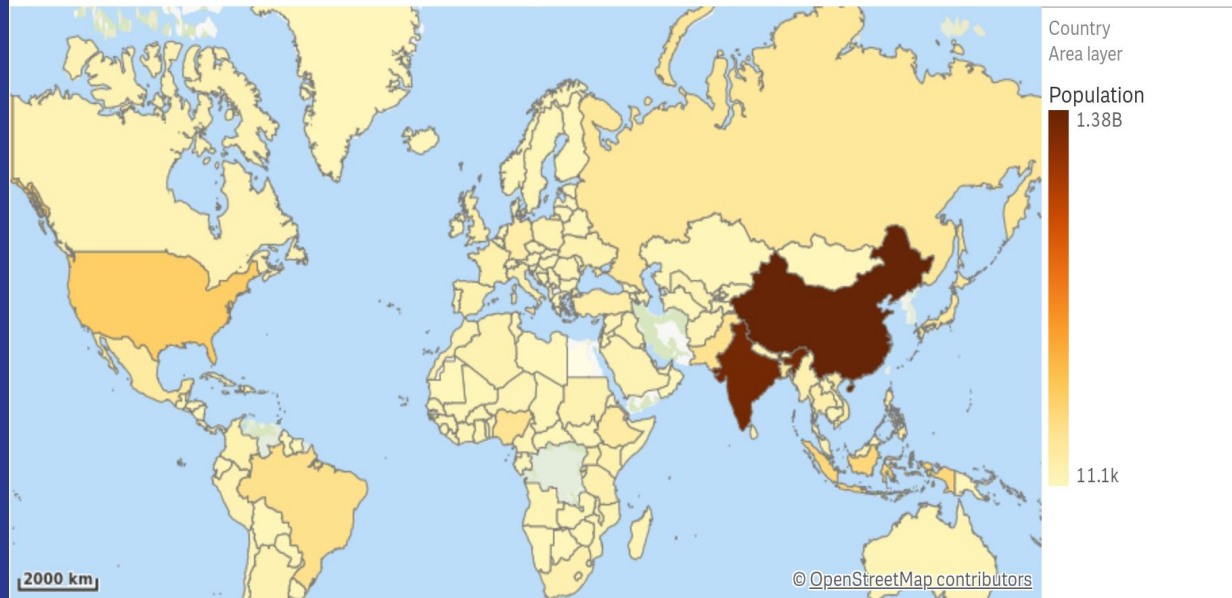 Country
Area layer
Population
1.38B
11.1k
2000 km
© OpenStreetMap contributors